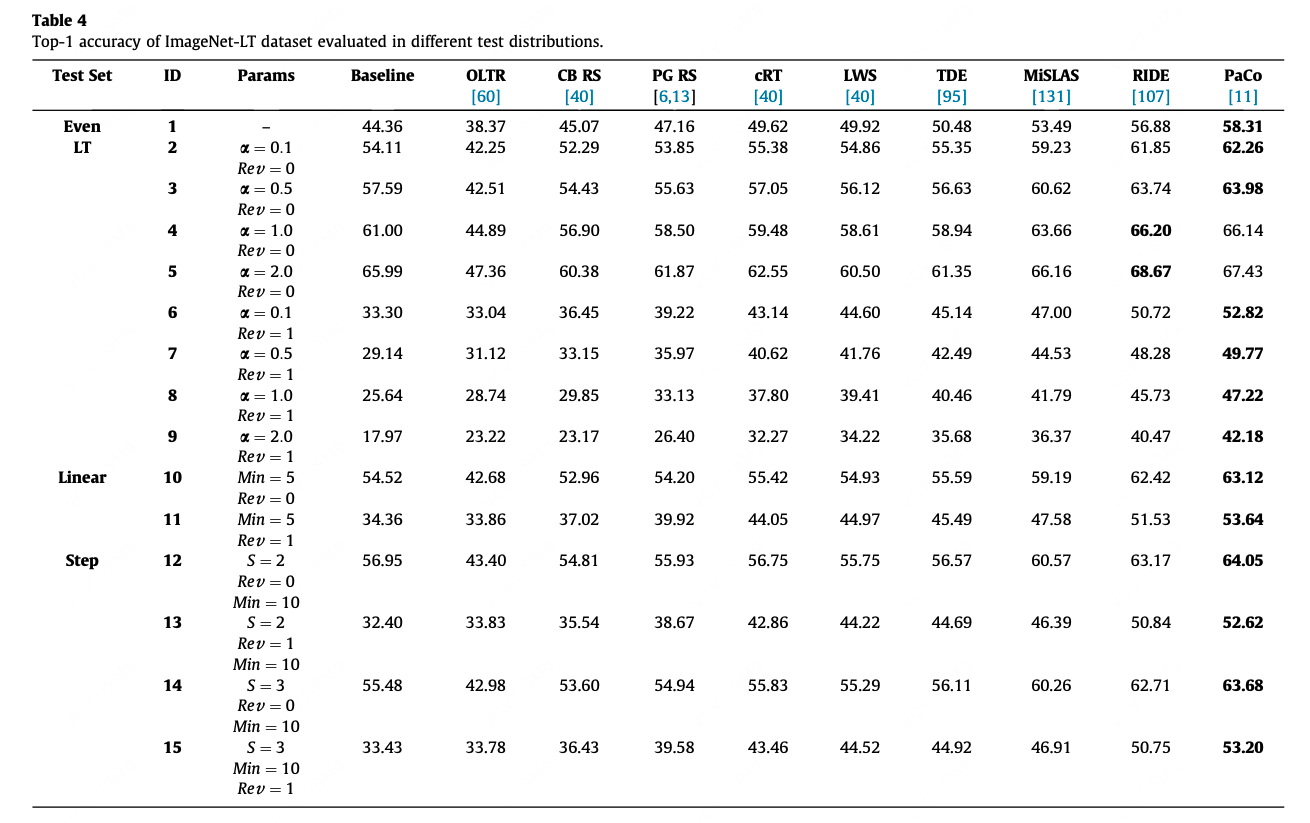 Table 4
Top-1 accuracy of ImageNet-LT dataset evaluated in different test distributions.
Test Set ID Params Baseline OLTR CB RS PG RS cRT LWS TDE MiSLAS RIDE PaCo
[60] [40] [6,13] [40] [40] [95] [131] [107] [11]
Even 1 – 44.36 38.37 45.07 47.16 49.62 49.92 50.48 53.49 56.88 58.31
LT 2 α = 0.1 54.11 42.25 52.29 53.85 55.38 54.86 55.35 59.23 61.85 62.26
Rev = 0
3 α = 0.5 57.59 42.51 54.43 55.63 57.05 56.12 56.63 60.62 63.74 63.98
Rev = 0
4 α = 1.0 61.00 44.89 56.90 58.50 59.48 58.61 58.94 63.66 66.20 66.14
Rev = 0
5 α = 2.0 65.99 47.36 60.38 61.87 62.55 60.50 61.35 66.16 68.67 67.43
Rev = 0
6 α = 0.1 33.30 33.04 36.45 39.22 43.14 44.60 45.14 47.00 50.72 52.82
Rev = 1
7 α = 0.5 29.14 31.12 33.15 35.97 40.62 41.76 42.49 44.53 48.28 49.77
Rev = 1
8 α = 1.0 25.64 28.74 29.85 33.13 37.80 39.41 40.46 41.79 45.73 47.22
Rev = 1
9 α = 2.0 17.97 23.22 23.17 26.40 32.27 34.22 35.68 36.37 40.47 42.18
Rev = 1
Linear 10 Min = 5 54.52 42.68 52.96 54.20 55.42 54.93 55.59 59.19 62.42 63.12
Rev = 0
11 Min = 5 34.36 33.86 37.02 39.92 44.05 44.97 45.49 47.58 51.53 53.64
Rev = 1
Step 12 S = 2 56.95 43.40 54.81 55.93 56.75 55.75 56.57 60.57 63.17 64.05
Rev = 0
Min = 10
13 S = 2 32.40 33.83 35.54 38.67 42.86 44.22 44.69 46.39 50.84 52.62
Rev = 1
Min = 10
14 S = 3 55.48 42.98 53.60 54.94 55.83 55.29 56.11 60.26 62.71 63.68
Rev = 0
Min = 10
15 S = 3 33.43 33.78 36.43 39.58 43.46 44.52 44.92 46.91 50.75 53.20
Min = 10
Rev = 1